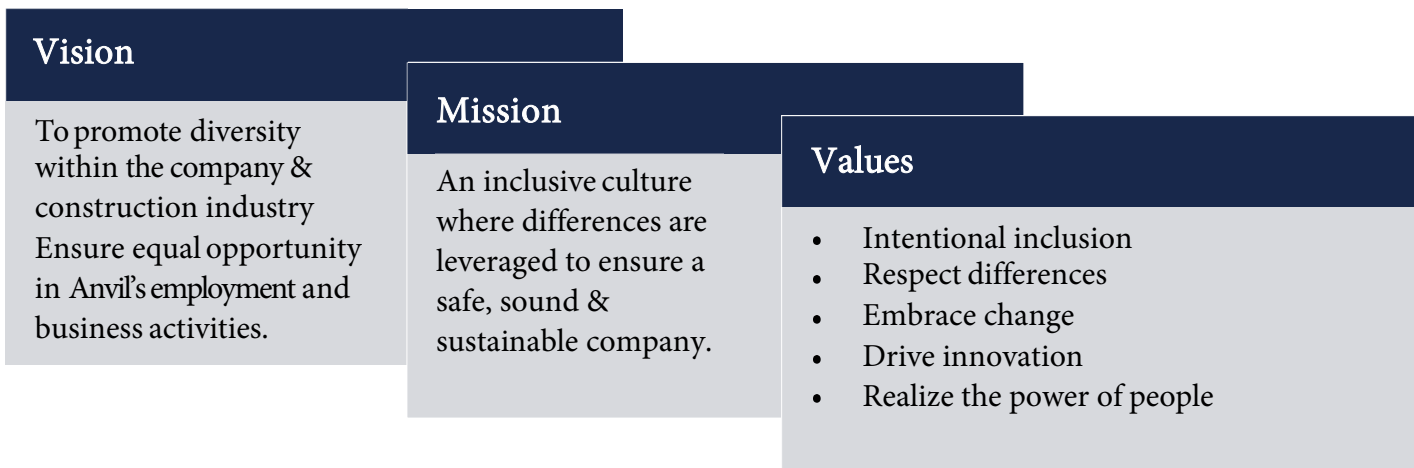 Vision
To promote diversity
within the company &
construction industry
Ensure equal opportunity
in Anvil's employment and
business activities.
Mission
An inclusive culture
where differences are
leveraged to ensure a
safe, sound &
sustainable company.
Values
• Intentional inclusion
• Respect differences
• Embrace change
• Drive innovation
• Realize the power of people